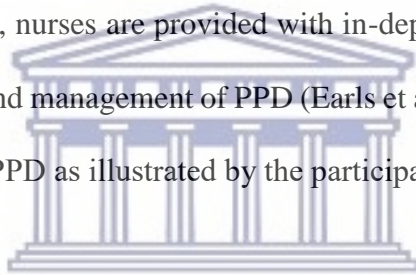 , nurses are provided with in-dep
nd management of PPD (Earls et a
PPD as illustrated by the participa